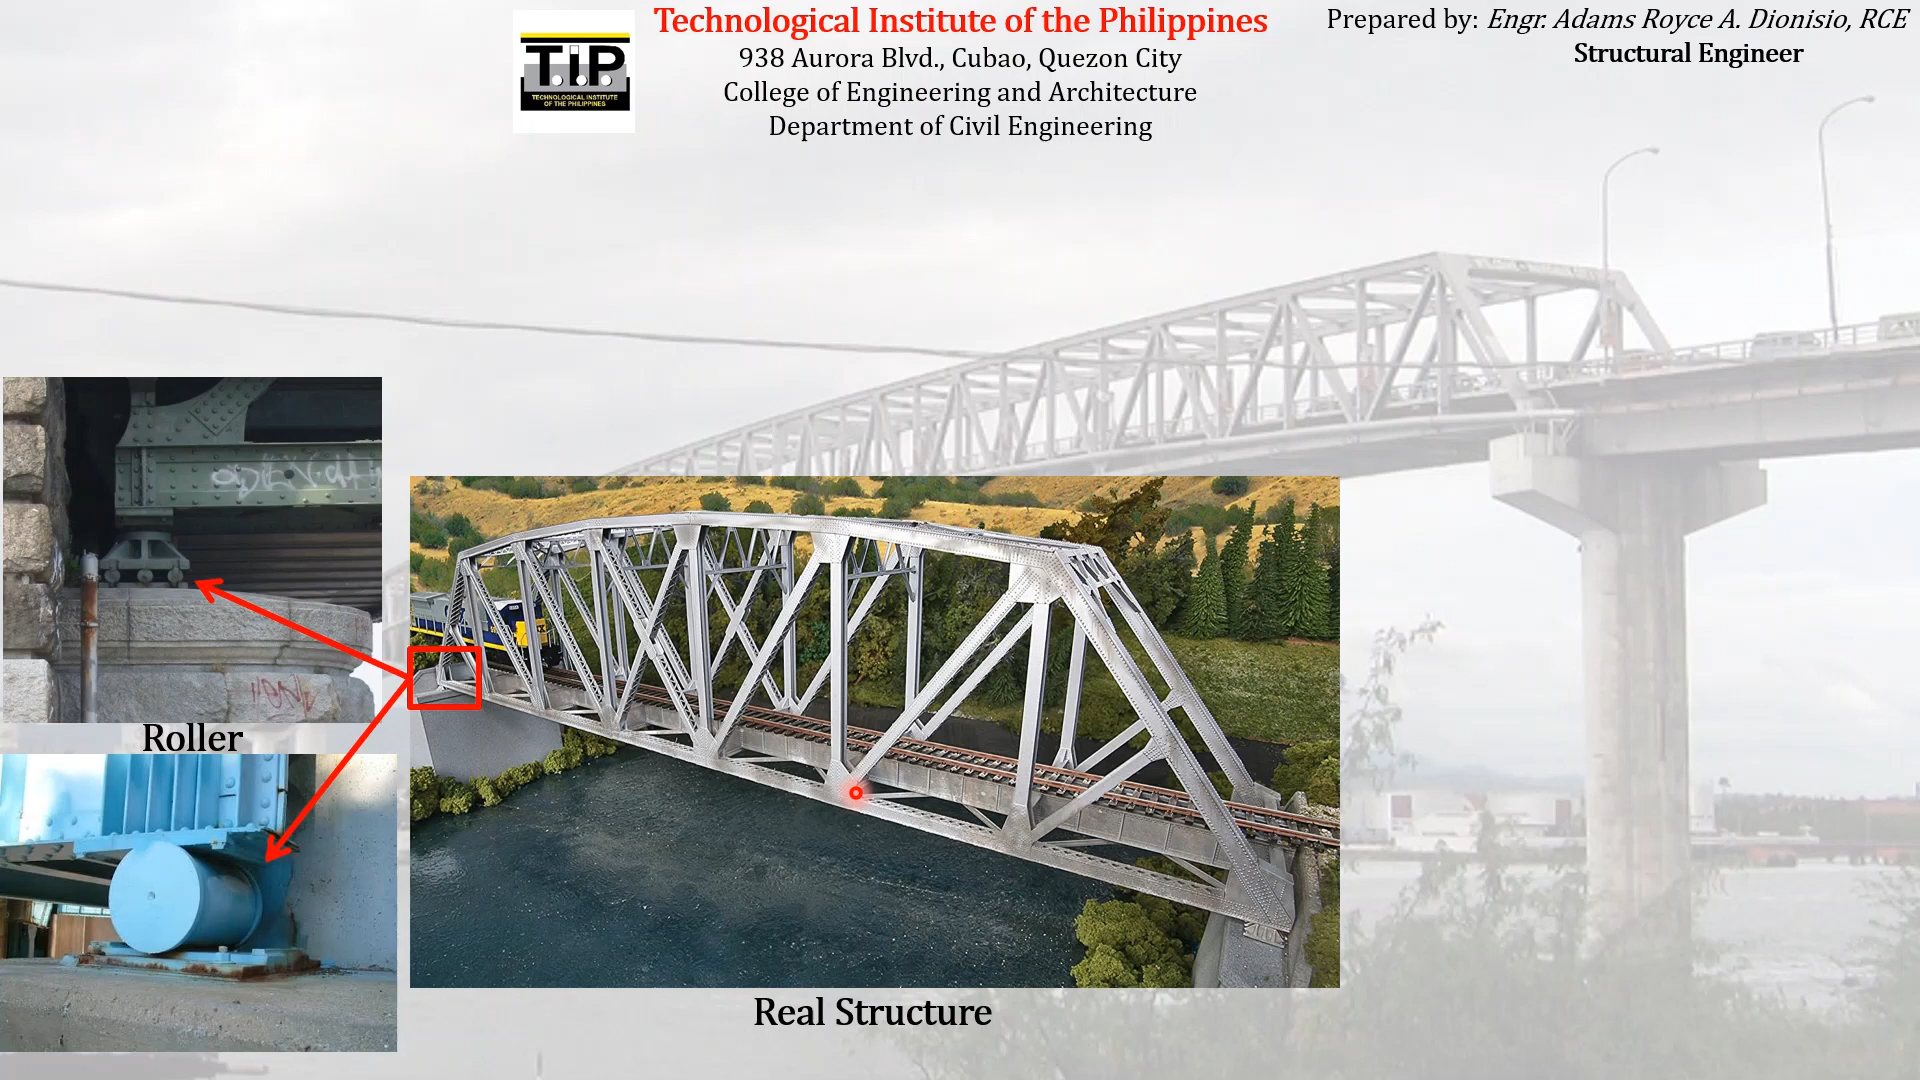 TiP
TECHNOLOGICAL INSTITUTE
OF THE PHILIPPINES
Technological Institute of the Philippines
938 Aurora Blvd., Cubao, Quezon City
College of Engineering and Architecture
Department of Civil Engineering
Prepared by: Engr. Adams Royce A. Dionisio, RCE
Structural Engineer
Roller
Real Structure